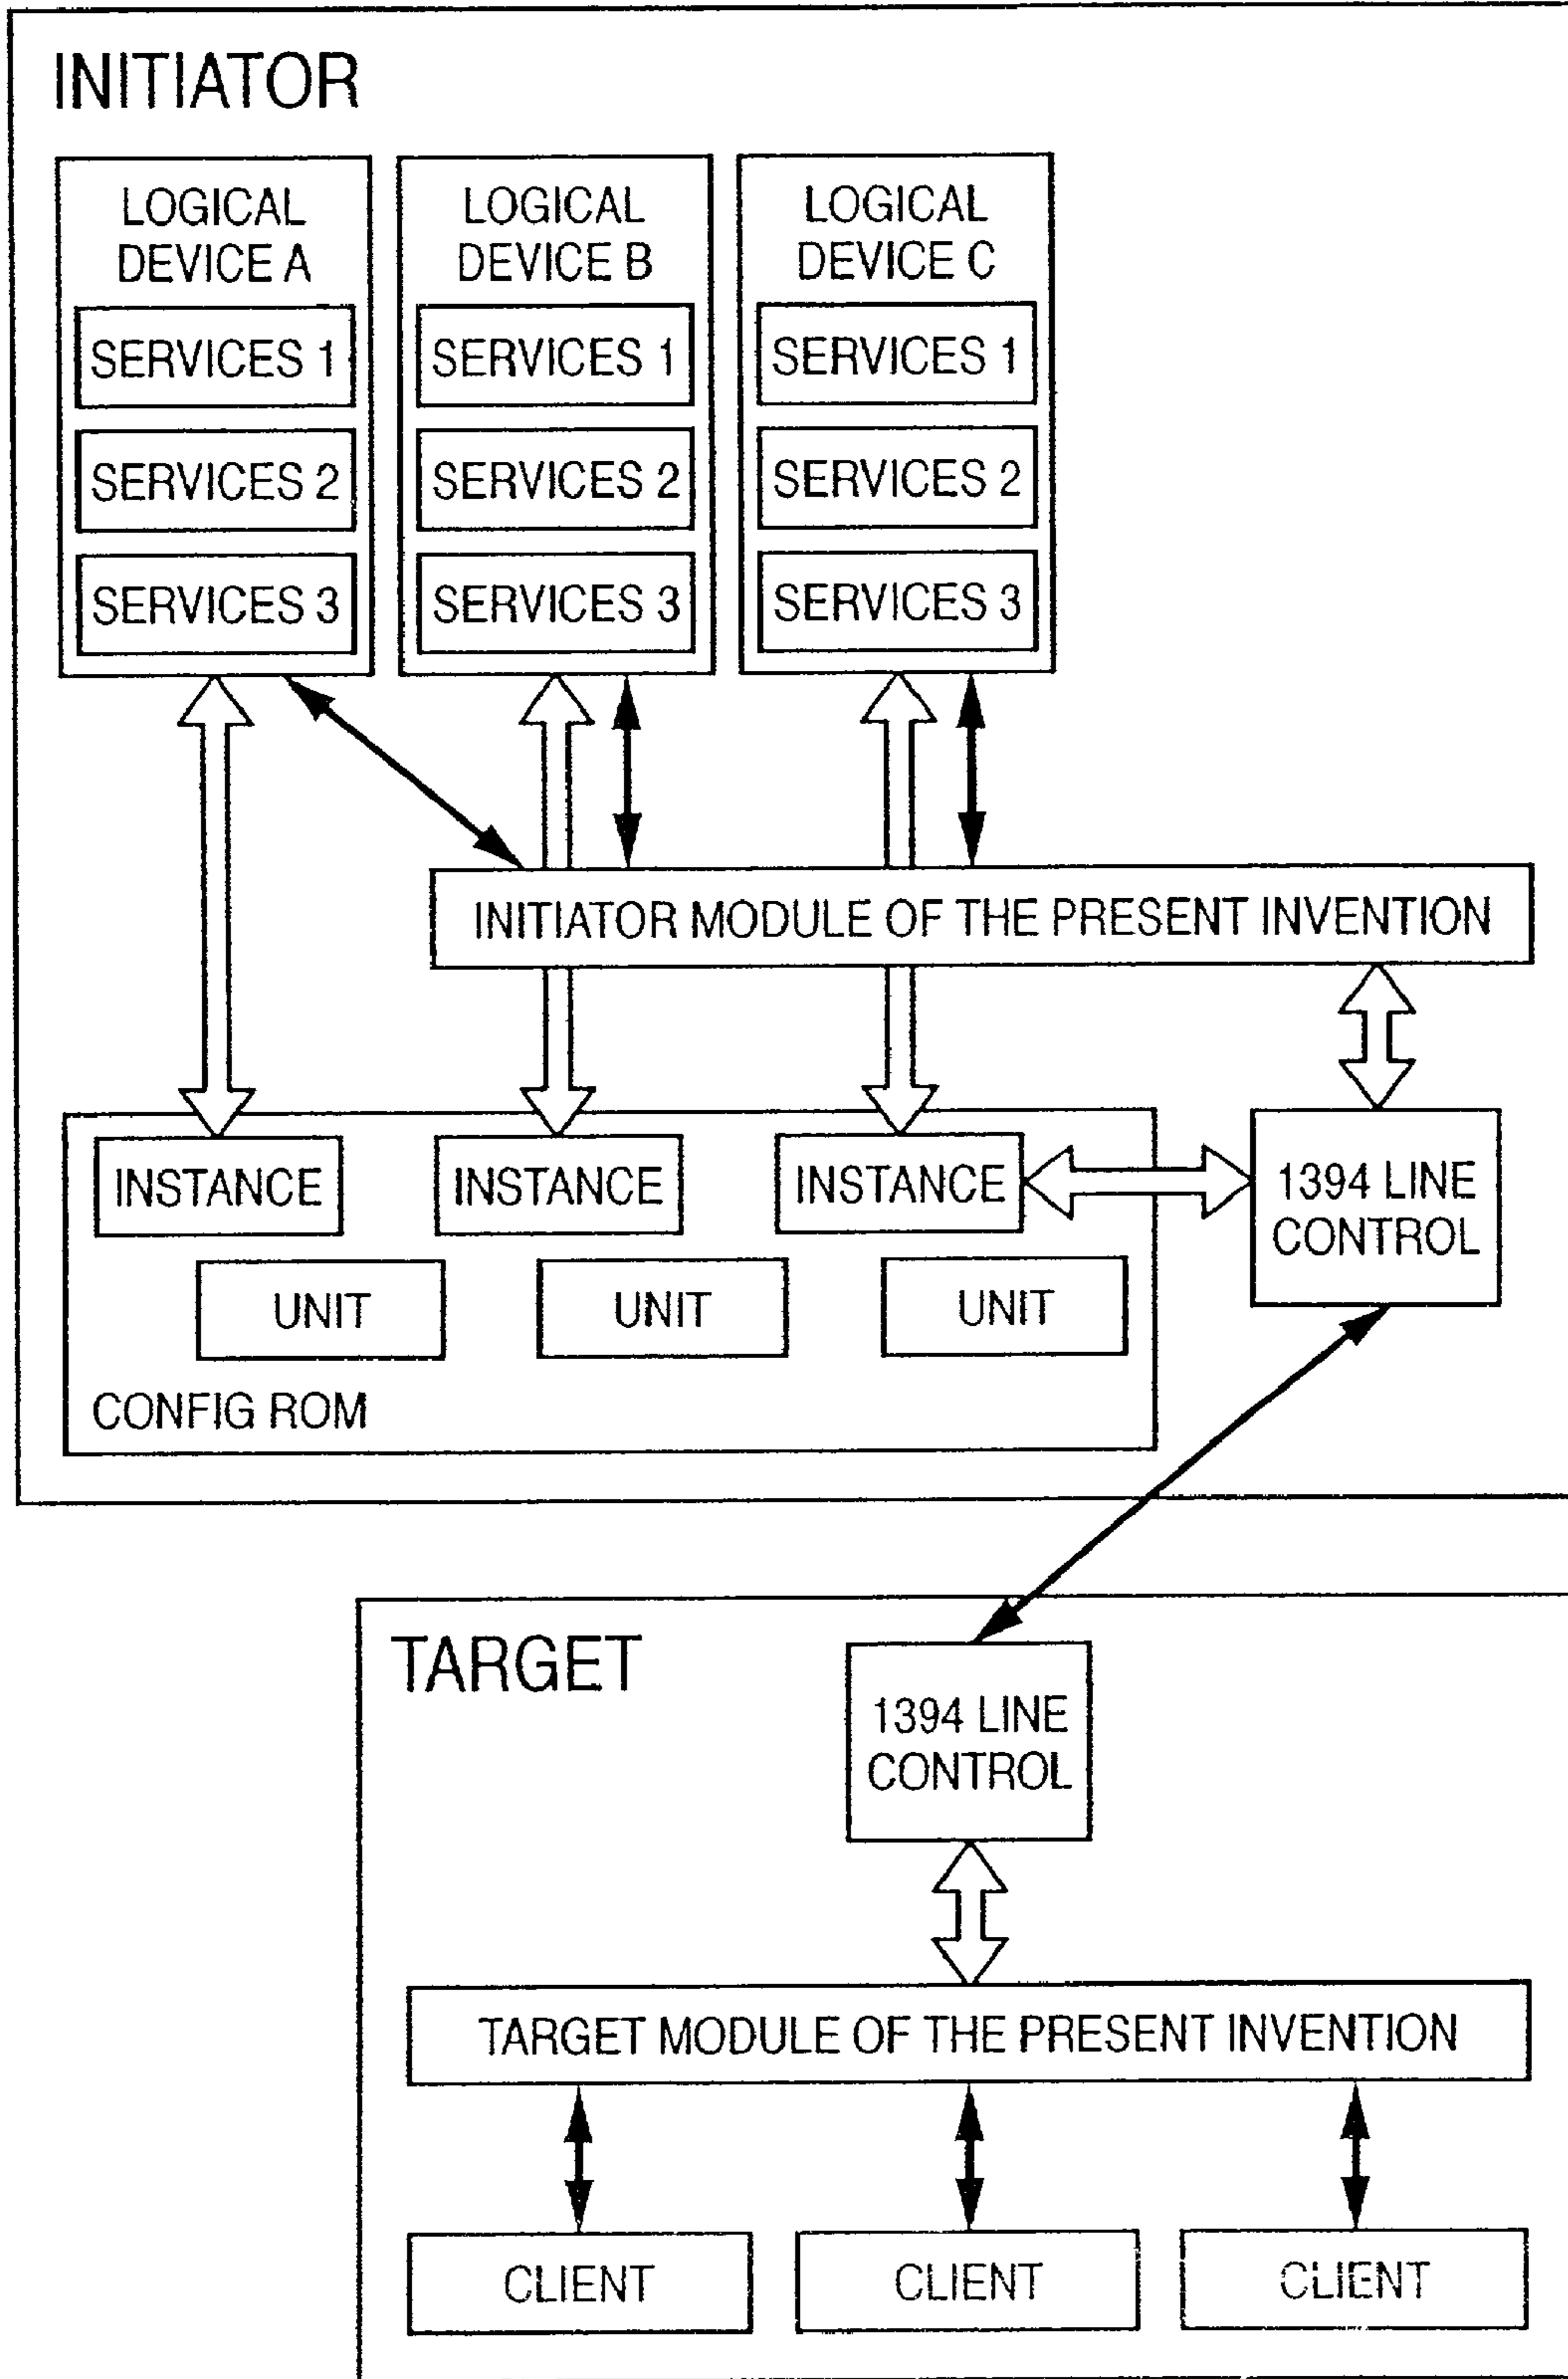 INITIATOR
LOGICAL
DEVICE A
SERVICES 1
SERVICES 2
SERVICES 3
LOGICAL
DEVICE B
SERVICES 1
SERVICES 2
SERVICES 3
LOGICAL
DEVICE C
SERVICES 1
SERVICES 2
SERVICES 3
INITIATOR MODULE OF THE PRESENT INVENTION
INSTANCE
INSTANCE
INSTANCE
1394 LINE
CONTROL
UNIT
UNIT
UNIT
CONFIG ROM
TARGET
1394 LINE
CONTROL
TARGET MODULE OF THE PRESENT INVENTION
CLIENT
CLIENT
CLIENT